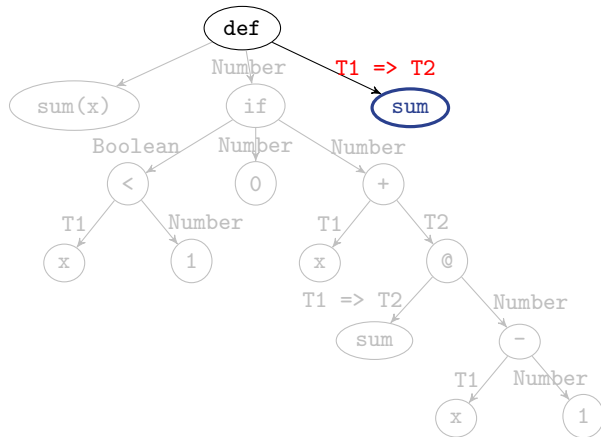 def
Number
T1 => T2
sum(x)
if
sum
Boolean
Number
Number
<
0
+
T1
Number
T1
T2
x
1
x
@
T1 => T2
Number
sum
-
T1
Number
x
1